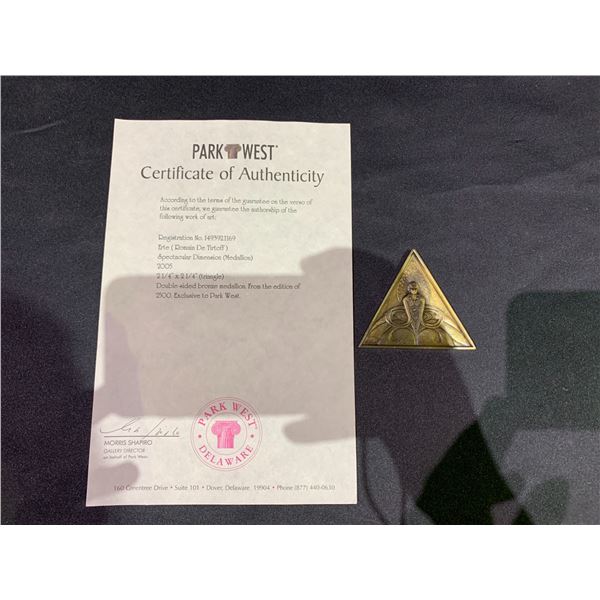 PARK WEST®
Certificate of Authenticity
According to the terms of the guarantee on the verso of
this certificate, we guarantee the authorship of the
following work of art:
Registration No. 1493921169
Erte ( Romain De Tirtoff )
Spectacular Dimension (Medallion)
2005
2 1/4" x 2 1/4" (triangle)
Double-sided bronze medallion. From the edition of
2500. Exclusive to Park West.
MORRIS SHAPIRO
GALLERY DIRECTOR
on behalf of Park West
PARK WEST
DELAWARE
160 Greentree Drive • Suite 101 • Dover, Delaware 19904 • Phone (877) 440-0630